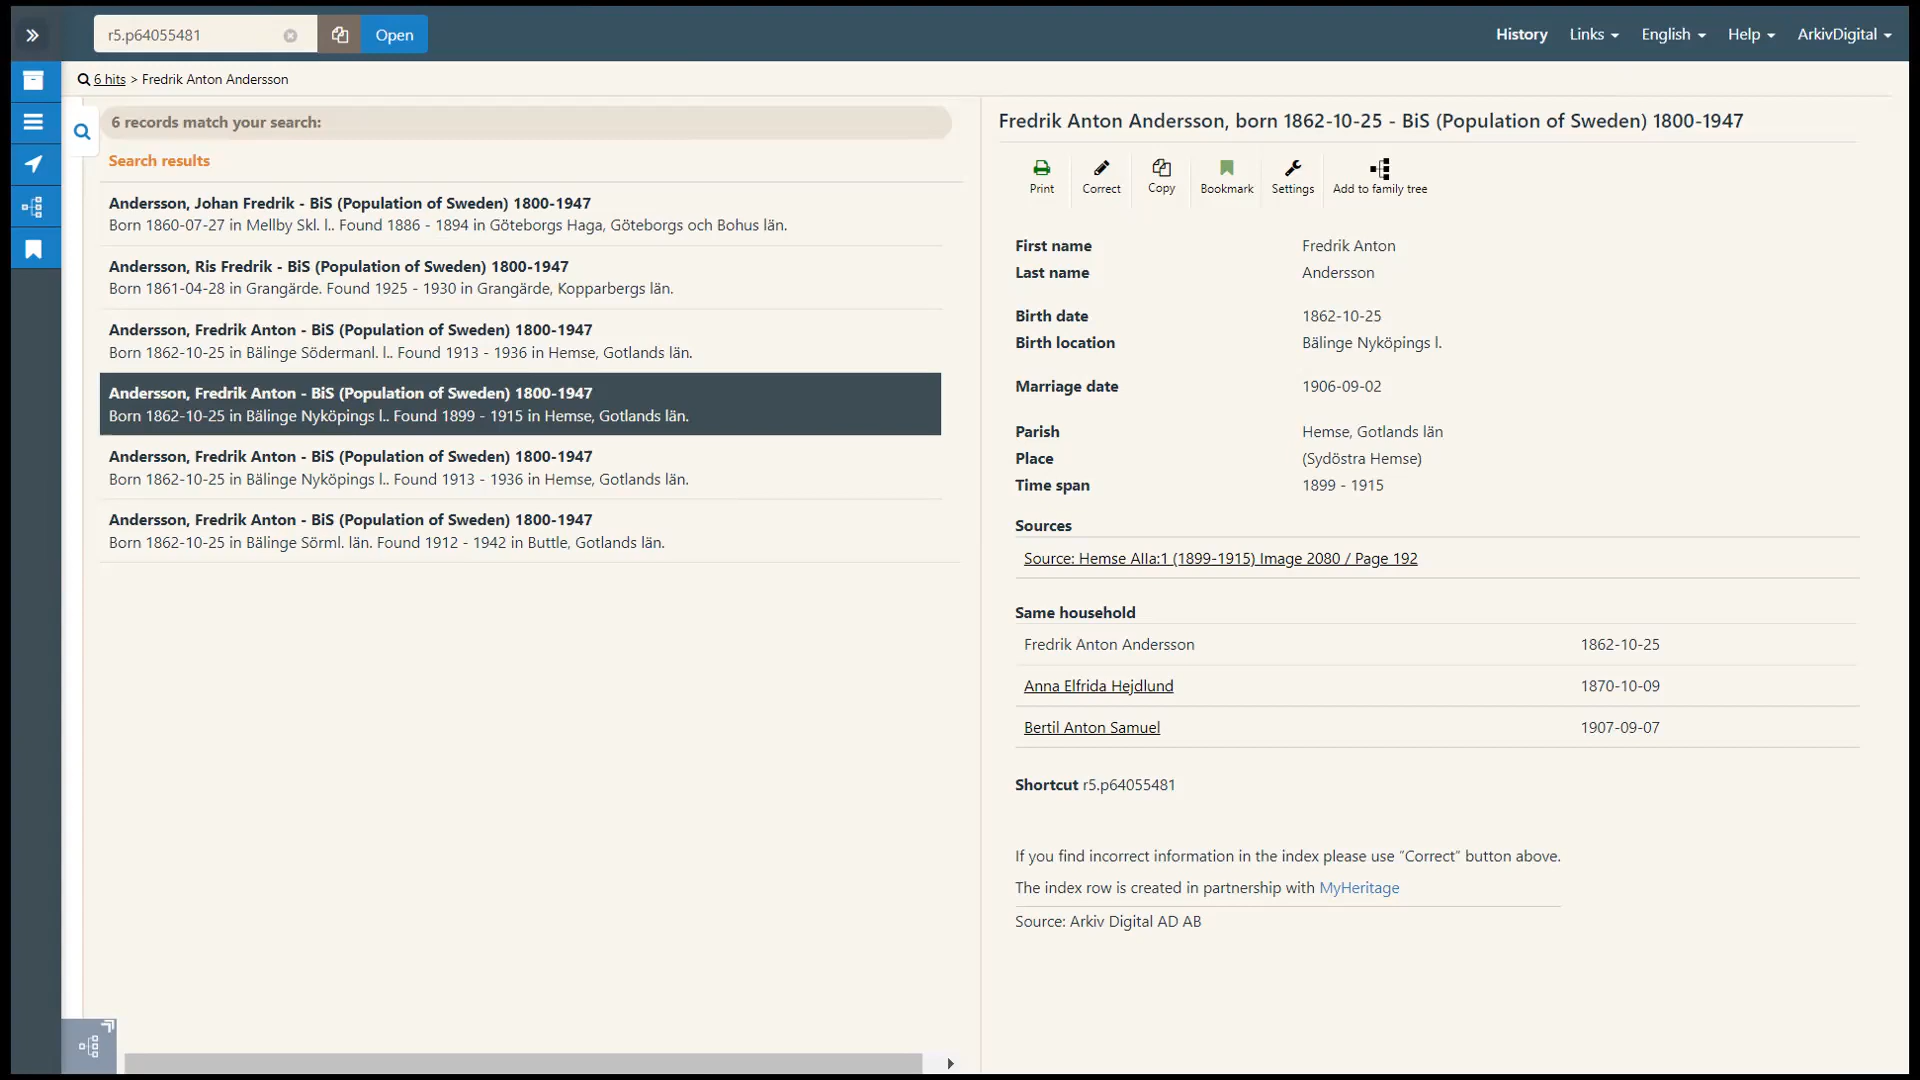 r5.p64055481
Open
History
Links
English
Help
ArkivDigital
6 hits > Fredrik Anton Andersson
6 records match your search:
Search results
Andersson, Johan Fredrik - BiS (Population of Sweden) 1800-1947
Born 1860-07-27 in Mellby Skl. l.. Found 1886 - 1894 in Göteborgs Haga, Göteborgs och Bohus län.
Andersson, Ris Fredrik - BiS (Population of Sweden) 1800-1947
Born 1861-04-28 in Grangärde. Found 1925 - 1930 in Grangärde, Kopparbergs län.
Andersson, Fredrik Anton - BiS (Population of Sweden) 1800-1947
Born 1862-10-25 in Bälinge Södermanl. l.. Found 1913 - 1936 in Hemse, Gotlands län.
Andersson, Fredrik Anton - BiS (Population of Sweden) 1800-1947
Born 1862-10-25 in Bälinge Nyköpings l.. Found 1899 - 1915 in Hemse, Gotlands län.
Andersson, Fredrik Anton - BiS (Population of Sweden) 1800-1947
Born 1862-10-25 in Bälinge Nyköpings l.. Found 1913 - 1936 in Hemse, Gotlands län.
Andersson, Fredrik Anton - BiS (Population of Sweden) 1800-1947
Born 1862-10-25 in Bälinge Sörml. län. Found 1912 - 1942 in Buttle, Gotlands län.
Fredrik Anton Andersson, born 1862-10-25 - BiS (Population of Sweden) 1800-1947
Print
Correct
Copy
Bookmark
Settings
Add to family tree
First name Fredrik Anton
Last name Andersson
Birth date 1862-10-25
Birth location Bälinge Nyköpings l.
Marriage date 1906-09-02
Parish Hemse, Gotlands län
Place (Sydöstra Hemse)
Time span 1899 - 1915
Sources
Source: Hemse AIIa:1 (1899-1915) Image 2080 / Page 192
Same household
Fredrik Anton Andersson 1862-10-25
Anna Elfrida Hejdlund 1870-10-09
Bertil Anton Samuel 1907-09-07
Shortcut r5.p64055481
If you find incorrect information in the index please use "Correct" button above.
The index row is created in partnership with MyHeritage
Source: Arkiv Digital AD AB